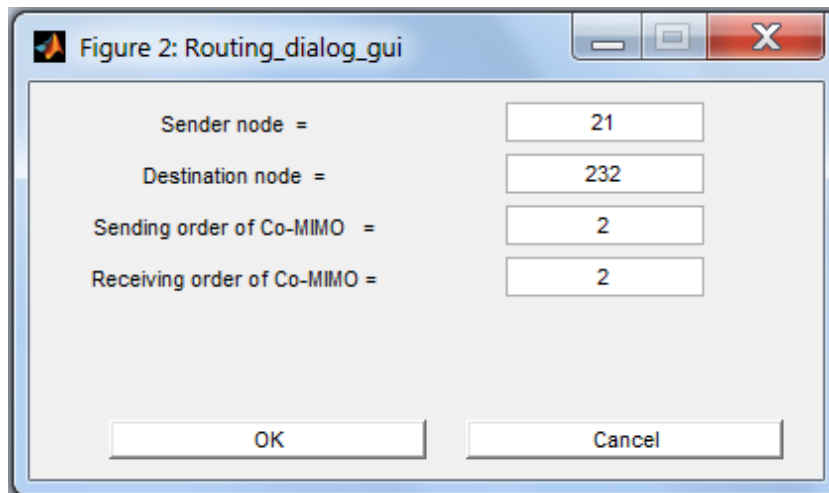 Figure 2: Routing_dialog_gui
Sender node = 21
Destination node = 232
Sending order of Co-MIMO = 2
Receiving order of Co-MIMO = 2
OK Cancel